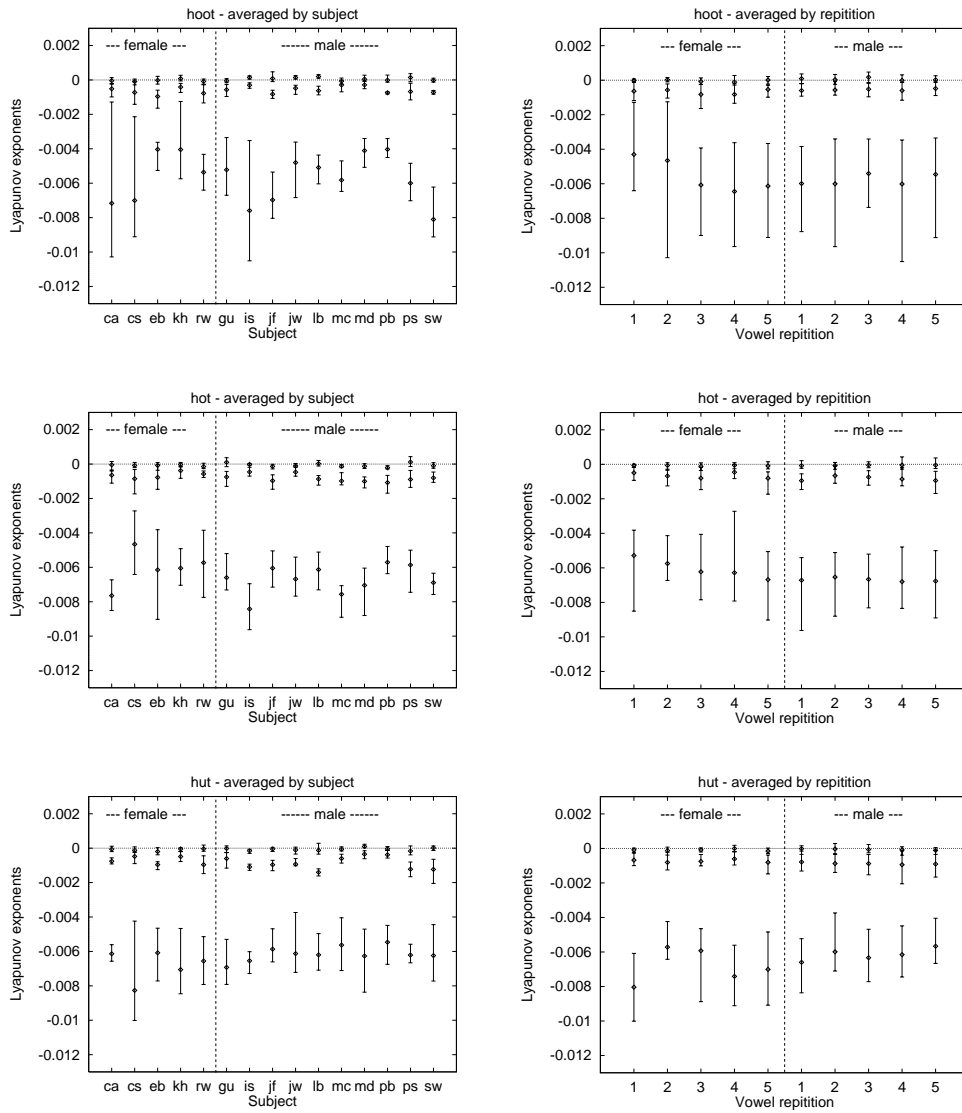 hoot - averaged by subject
--- female ---
------ male ------
0.002
0
-0.002
-0.004
-0.006
-0.008
-0.01
-0.012
Lyapunov exponents
ca cs eb kh rw gu is jf jw lb mc md pb ps sw
Subject
hoot - averaged by repitition
--- female ---
--- male ---
0.002
0
-0.002
-0.004
-0.006
-0.008
-0.01
-0.012
Lyapunov exponents
1 2 3 4 5 1 2 3 4 5
Vowel repitition
hot - averaged by subject
--- female ---
------ male ------
0.002
0
-0.002
-0.004
-0.006
-0.008
-0.01
-0.012
Lyapunov exponents
ca cs eb kh rw gu is jf jw lb mc md pb ps sw
Subject
hot - averaged by repitition
--- female ---
--- male ---
0.002
0
-0.002
-0.004
-0.006
-0.008
-0.01
-0.012
Lyapunov exponents
1 2 3 4 5 1 2 3 4 5
Vowel repitition
hut - averaged by subject
--- female ---
------ male ------
0.002
0
-0.002
-0.004
-0.006
-0.008
-0.01
-0.012
Lyapunov exponents
ca cs eb kh rw gu is jf jw lb mc md pb ps sw
Subject
hut - averaged by repitition
--- female ---
--- male ---
0.002
0
-0.002
-0.004
-0.006
-0.008
-0.01
-0.012
Lyapunov exponents
1 2 3 4 5 1 2 3 4 5
Vowel repitition